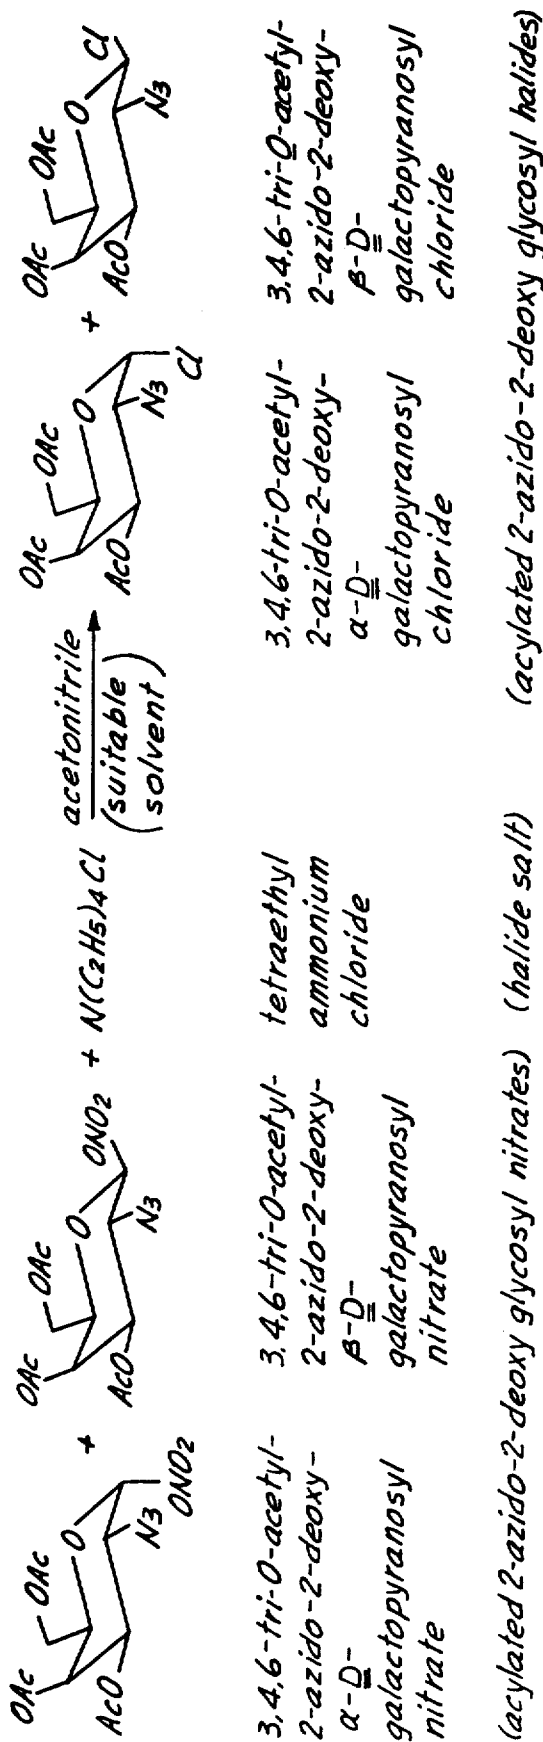 OAc OAc OAc OAc OAc OAc OAc OAc
O O ONO2 O O Cl
AcO N3 + AcO N3 + N(C2H5)4Cl acetonitrile AcO N3 + AcO N3
ONO2 (suitable solvent) Cl
3,4,6-tri-O-acetyl-
2-azido-2-deoxy-
α-D-
galactopyranosyl
nitrate
3,4,6-tri-O-acetyl-
2-azido-2-deoxy-
β-D-
galactopyranosyl
nitrate
tetraethyl
ammonium
chloride
3,4,6-tri-O-acetyl-
2-azido-2-deoxy-
α-D-
galactopyranosyl
chloride
3,4,6-tri-O-acetyl-
2-azido-2-deoxy-
β-D-
galactopyranosyl
chloride
(acylated 2-azido-2-deoxy glycosyl nitrates) (halide salt) (acylated 2-azido-2-deoxy glycosyl halides)